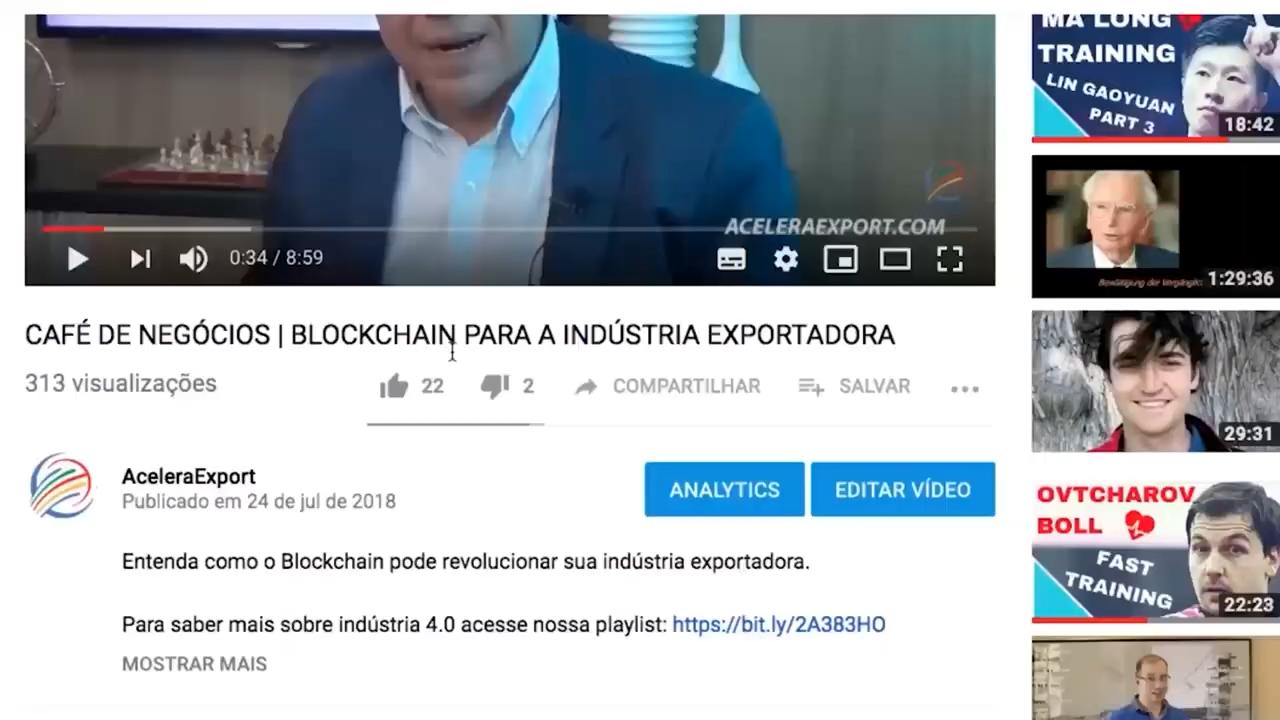 ACELERAEXPORT.COM
0:34 / 8:59
CAFÉ DE NEGÓCIOS | BLOCKCHAIN PARA A INDÚSTRIA EXPORTADORA
313 visualizações
22
2
COMPARTILHAR
SALVAR
AceleraExport
Publicado em 24 de jul de 2018
ANALYTICS
EDITAR VÍDEO
Entenda como o Blockchain pode revolucionar sua indústria exportadora.
Para saber mais sobre indústria 4.0 acesse nossa playlist: https://bit.ly/2A383HO
MOSTRAR MAIS
MA LONG
TRAINING
LIN GAOYUAN
PART 3
18:42
1:29:36
29:31
OVTCHAROV
BOLL
FAST
TRAINING
22:23